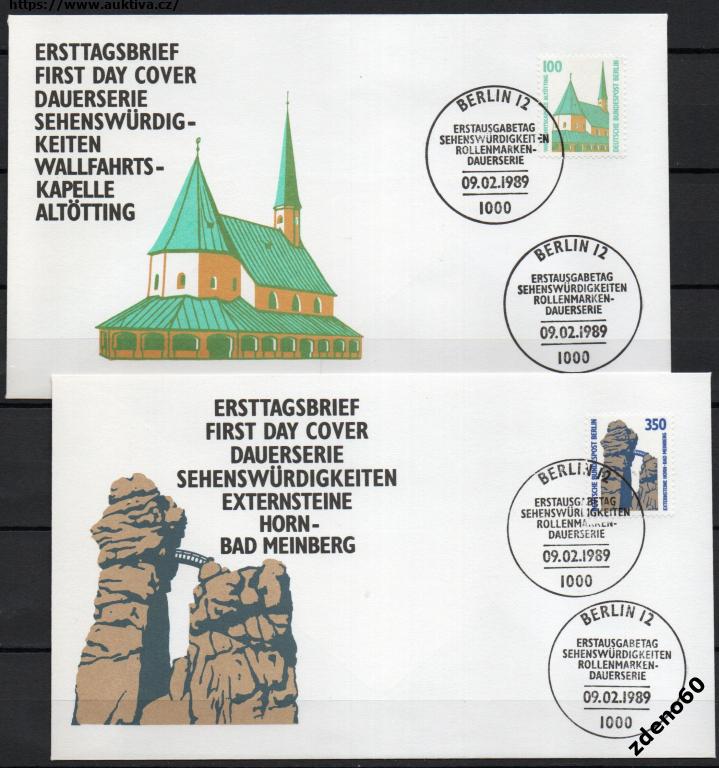 https://www.auktiva.cz/
ERSTTAGSBRIEF
FIRST DAY COVER
DAUERSERIE
SEHENSWÜRDIG-
KEITEN
WALLFAHRTS-
KAPELLE
ALTÖTTING
100
DEUTSCHE BUNDESPOST BERLIN
BERLIN 12
ERSTAUSGABETAG
SEHENSWÜRDIGKEITEN
ROLLENMARKEN-
DAUERSERIE
09.02.1989
1000
BERLIN 12
ERSTAUSGABETAG
SEHENSWÜRDIGKEITEN
ROLLENMARKEN-
DAUERSERIE
09.02.1989
1000
ERSTTAGSBRIEF
FIRST DAY COVER
DAUERSERIE
SEHENSWÜRDIGKEITEN
EXTERNSTEINE
HORN-
BAD MEINBERG
350
DEUTSCHE BUNDESPOST BERLIN
EXTERNSTEINE HORN-BAD MEINBERG
BERLIN 12
ERSTAUSGABETAG
SEHENSWÜRDIGKEITEN
ROLLENMARKEN-
DAUERSERIE
09.02.1989
1000
BERLIN 12
ERSTAUSGABETAG
SEHENSWÜRDIGKEITEN
ROLLENMARKEN-
DAUERSERIE
09.02.1989
1000
zdeno60